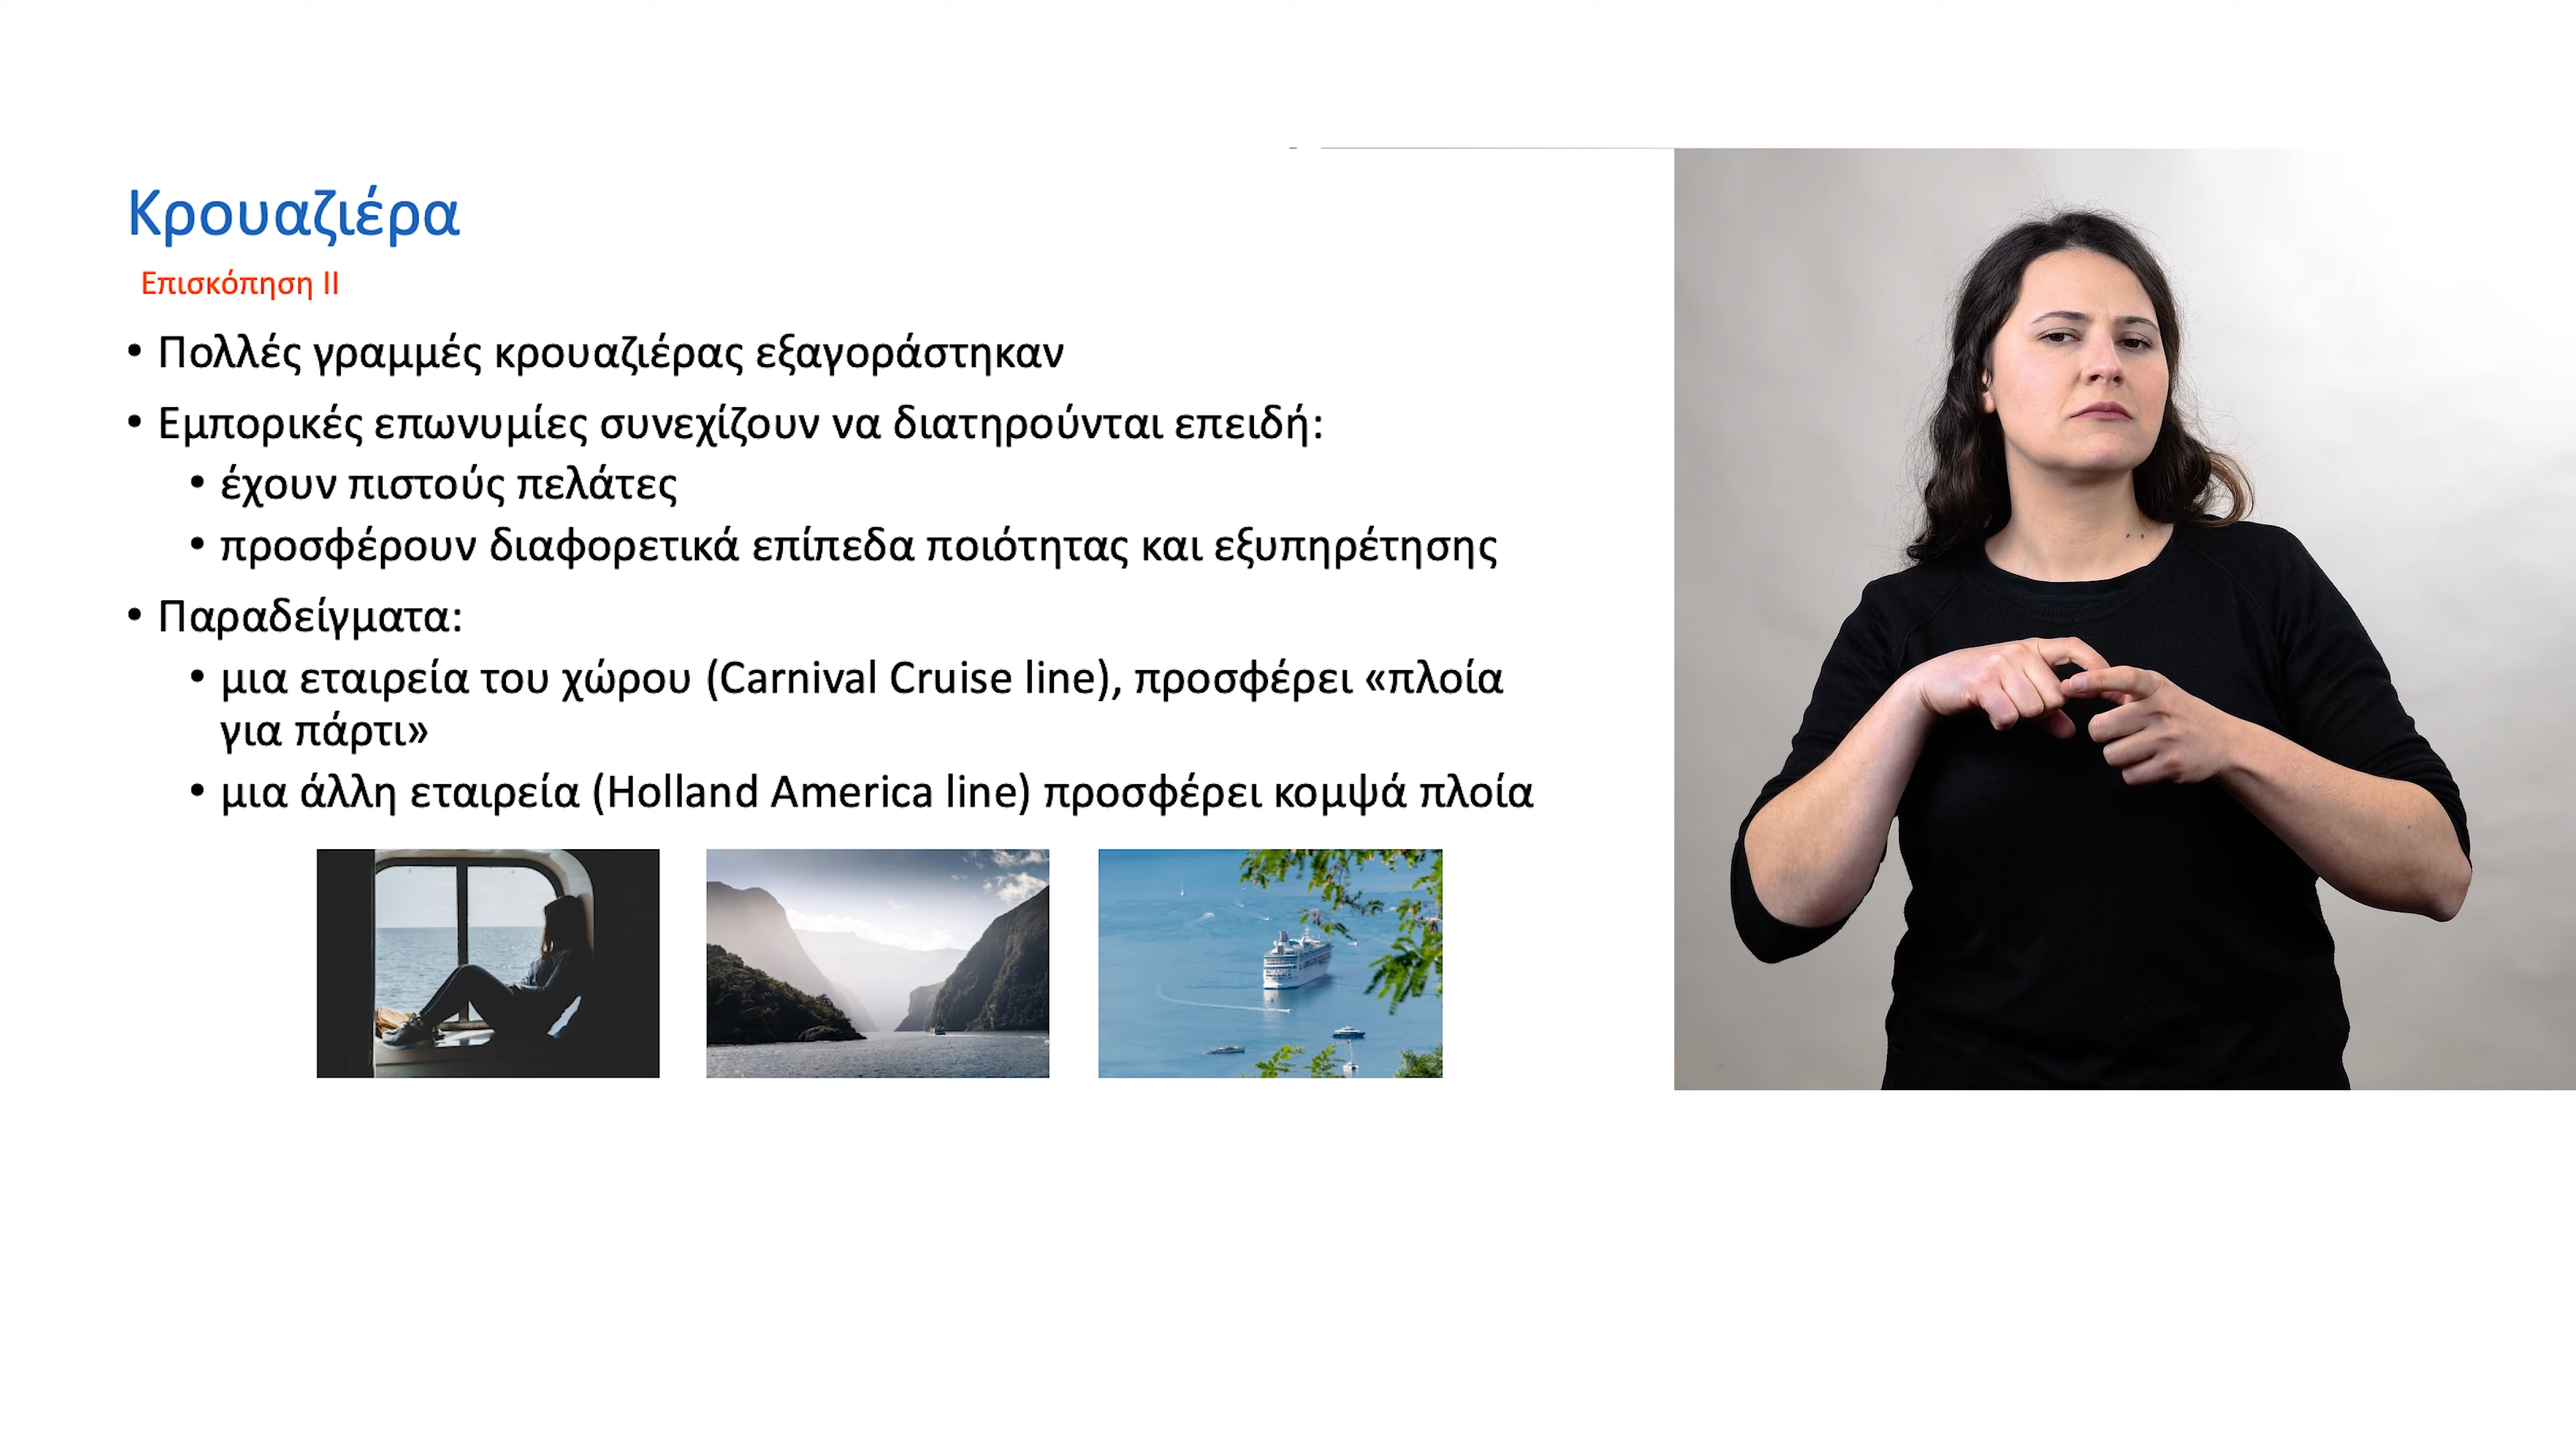 Κρουαζιέρα
Επισκόπηση ΙΙ
• Πολλές γραμμές κρουαζιέρας εξαγοράστηκαν
• Εμπορικές επωνυμίες συνεχίζουν να διατηρούνται επειδή:
• έχουν πιστούς πελάτες
• προσφέρουν διαφορετικά επίπεδα ποιότητας και εξυπηρέτησης
• Παραδείγματα:
• μια εταιρεία του χώρου (Carnival Cruise line), προσφέρει «πλοία
για πάρτι»
• μια άλλη εταιρεία (Holland America line) προσφέρει κομψά πλοία